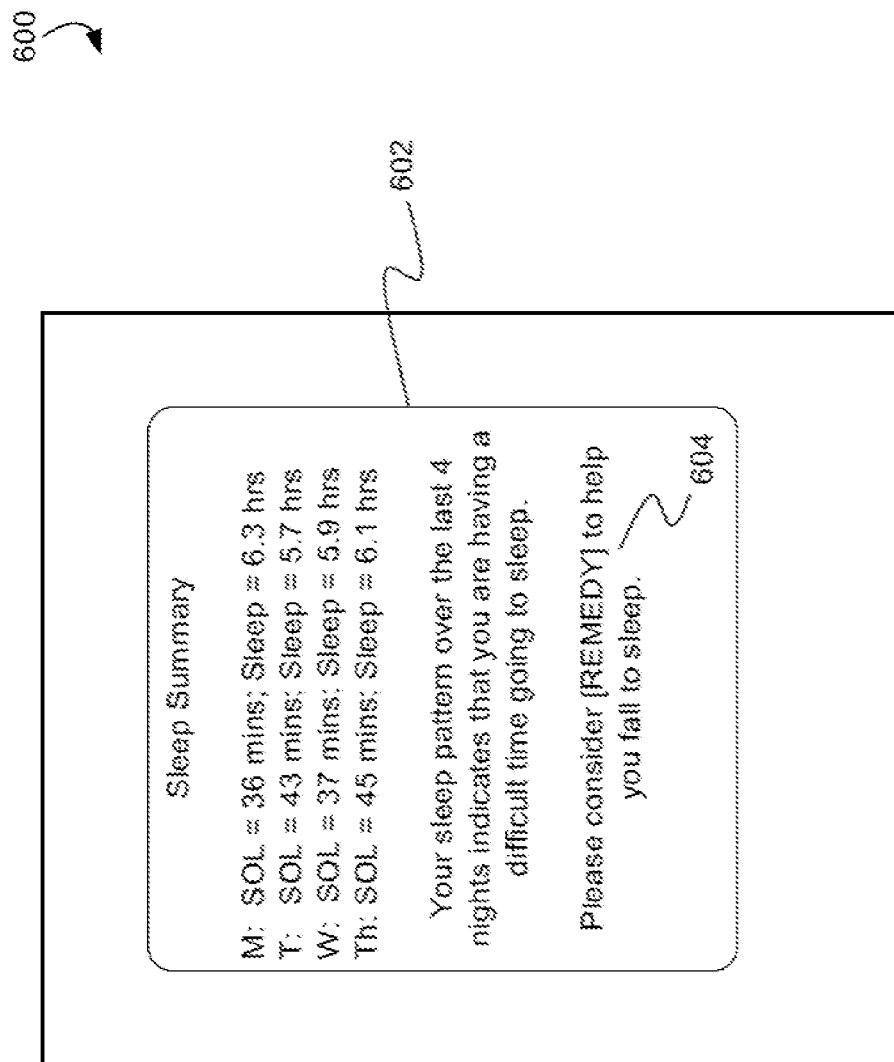 600
602
Sleep Summary
M: SOL = 36 mins; Sleep = 6.3 hrs
T: SOL = 43 mins; Sleep = 5.7 hrs
W: SOL = 37 mins; Sleep = 5.9 hrs
Th: SOL = 45 mins; Sleep = 6.1 hrs
Your sleep pattern over the last 4
nights indicates that you are having a
difficult time going to sleep.
Please consider [REMEDY] to help
you fall to sleep.
604